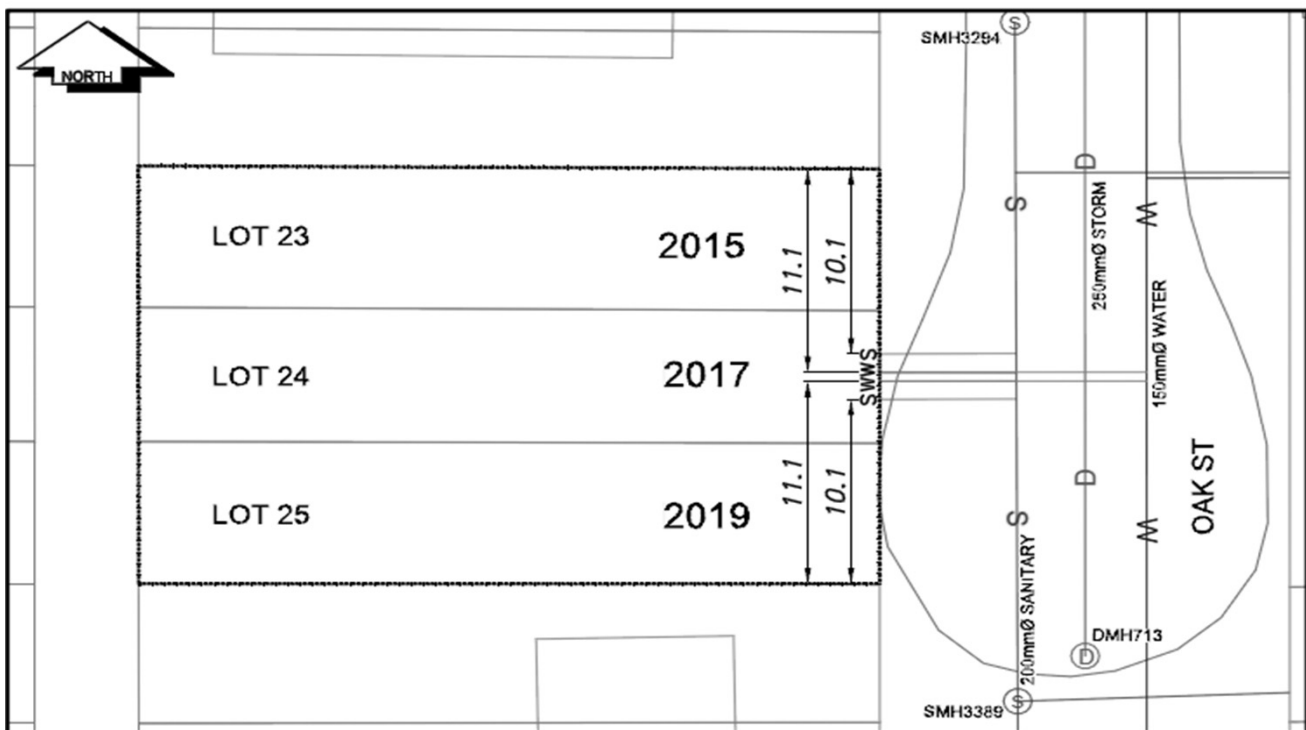 SMH3294
S
NORTH
D
250mmØ STORM
S
W
LOT 23
2015
11.1
10.1
150mmØ WATER
SWWS
LOT 24
2017
11.1
10.1
D
OAK ST
S
W
LOT 25
2019
200mmØ SANITARY
DMH713
D
SMH3389
S